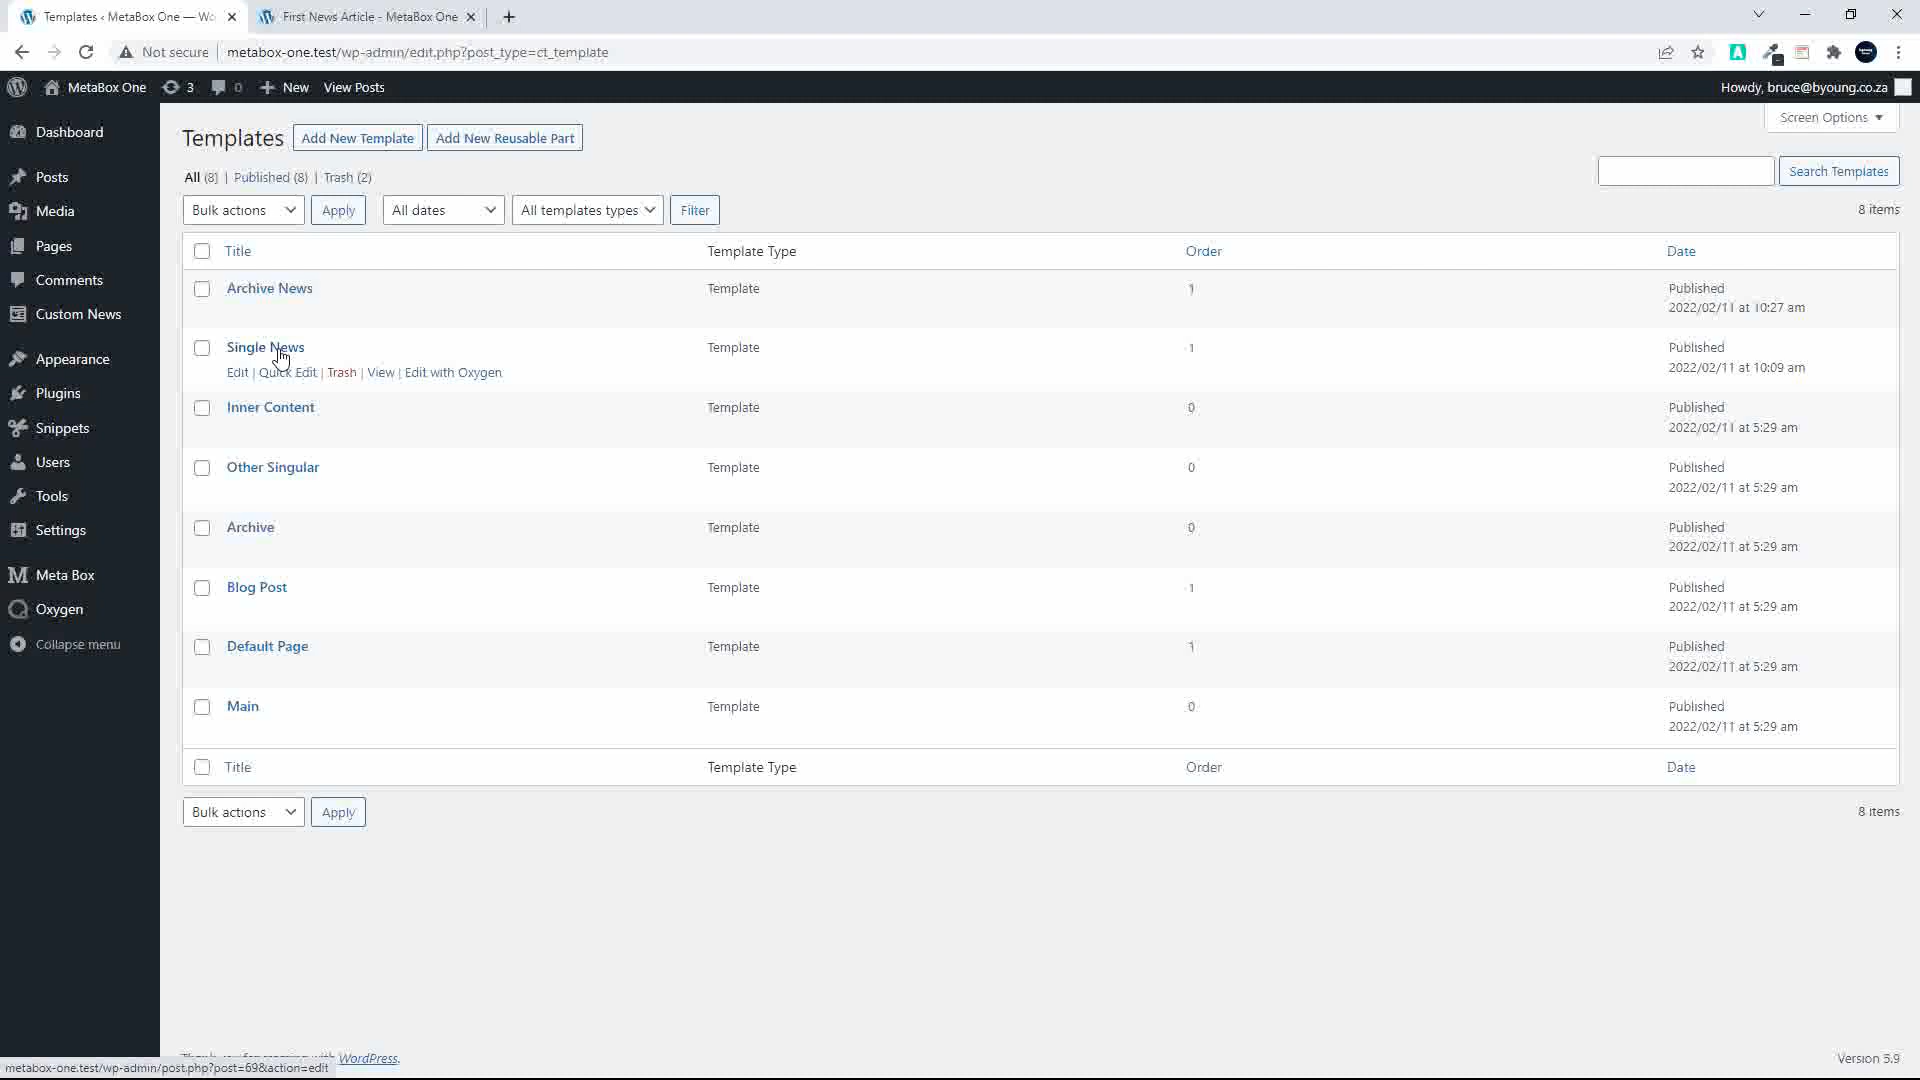 Templates ‹ MetaBox One — Wo
First News Article - MetaBox One
Not secure
metabox-one.test/wp-admin/edit.php?post_type=ct_template
MetaBox One
3
0
New
View Posts
Howdy, bruce@byoung.co.za
Dashboard
Posts
Media
Pages
Comments
Custom News
Appearance
Plugins
Snippets
Users
Tools
Settings
Meta Box
Oxygen
Collapse menu
Screen Options
Templates
Add New Template
Add New Reusable Part
All (8) | Published (8) | Trash (2)
Search Templates
Bulk actions
Apply
All dates
All templates types
Filter
8 items
Title Template Type Order Date
Archive News Template 1 Published
2022/02/11 at 10:27 am
Single News Template 1 Published
Edit | Quick Edit | Trash | View | Edit with Oxygen 2022/02/11 at 10:09 am
Inner Content Template 0 Published
2022/02/11 at 5:29 am
Other Singular Template 0 Published
2022/02/11 at 5:29 am
Archive Template 0 Published
2022/02/11 at 5:29 am
Blog Post Template 1 Published
2022/02/11 at 5:29 am
Default Page Template 1 Published
2022/02/11 at 5:29 am
Main Template 0 Published
2022/02/11 at 5:29 am
Title Template Type Order Date
Bulk actions
Apply
8 items
WordPress.
Version 5.9
metabox-one.test/wp-admin/post.php?post=69&action=edit